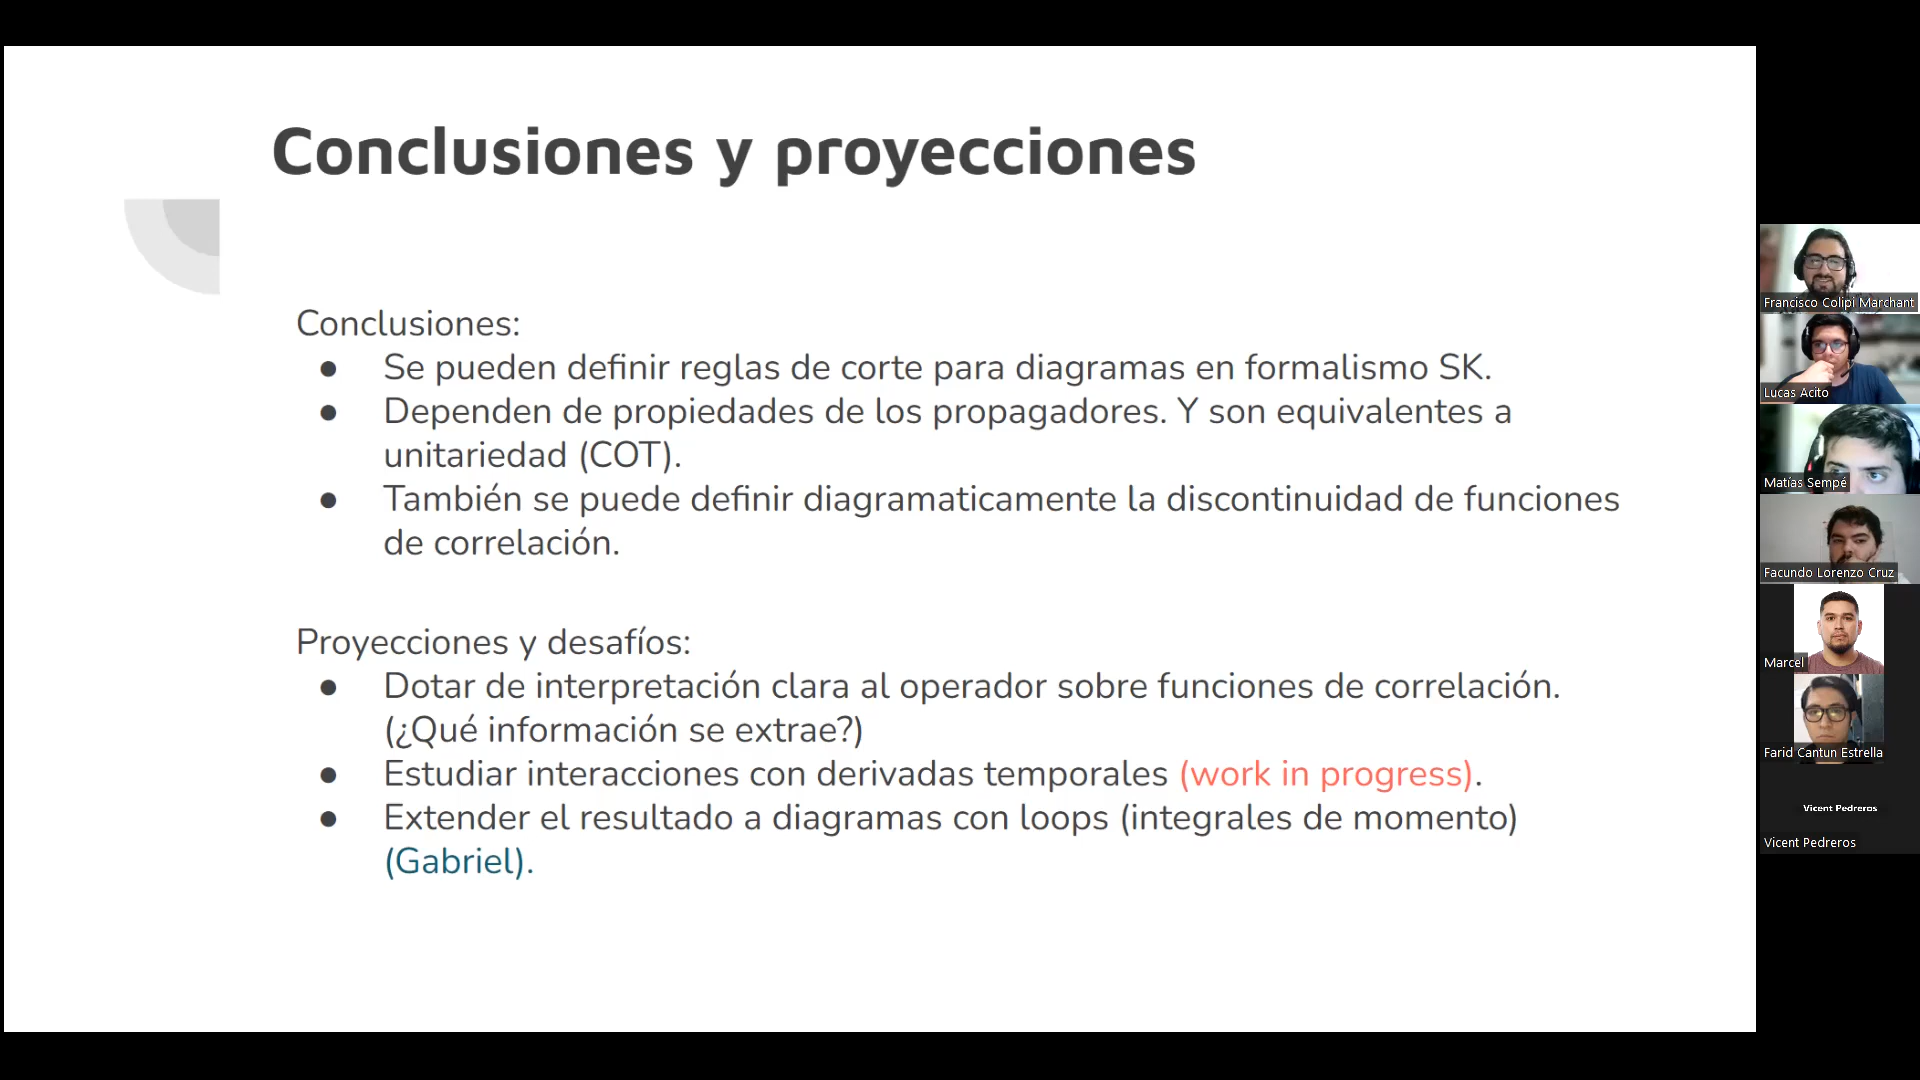 Conclusiones y proyecciones
Conclusiones:
● Se pueden definir reglas de corte para diagramas en formalismo SK.
● Dependen de propiedades de los propagadores. Y son equivalentes a
unitariedad (COT).
● También se puede definir diagramaticamente la discontinuidad de funciones
de correlación.
Proyecciones y desafíos:
● Dotar de interpretación clara al operador sobre funciones de correlación.
(¿Qué información se extrae?)
● Estudiar interacciones con derivadas temporales (work in progress).
● Extender el resultado a diagramas con loops (integrales de momento)
(Gabriel).
Francisco Colipi Marchant
Lucas Acito
Matías Sempé
Facundo Lorenzo Cruz
Marcel
Farid Cantun Estrella
Vicent Pedreros
Vicent Pedreros